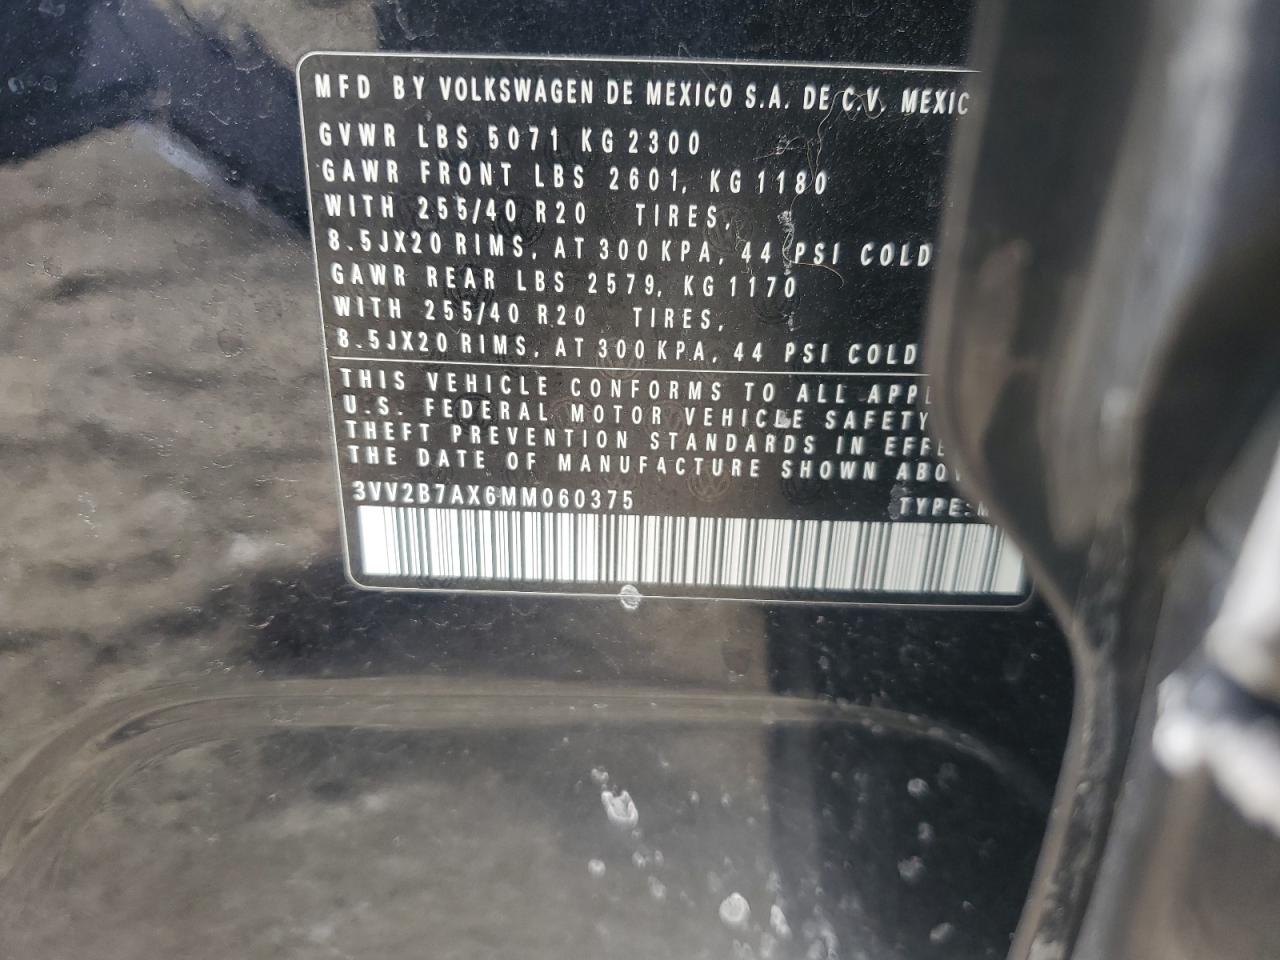 MFD BY VOLKSWAGEN DE MEXICO S.A. DE C.V. MEXIC
GVWR LBS 5071 KG 2300
GAWR FRONT LBS 2601, KG 1180
WITH 255/40 R20 TIRES,
8.5JX20 RIMS, AT 300 KPA, 44 PSI COLD
GAWR REAR LBS 2579, KG 1170
WITH 255/40 R20 TIRES,
8.5JX20 RIMS, AT 300 KPA, 44 PSI COLD
THIS VEHICLE CONFORMS TO ALL APPL
U.S. FEDERAL MOTOR VEHICLE SAFETY
THEFT PREVENTION STANDARDS IN EFFE
THE DATE OF MANUFACTURE SHOWN ABO
3VV2B7AX6MM060375 TYPE:M